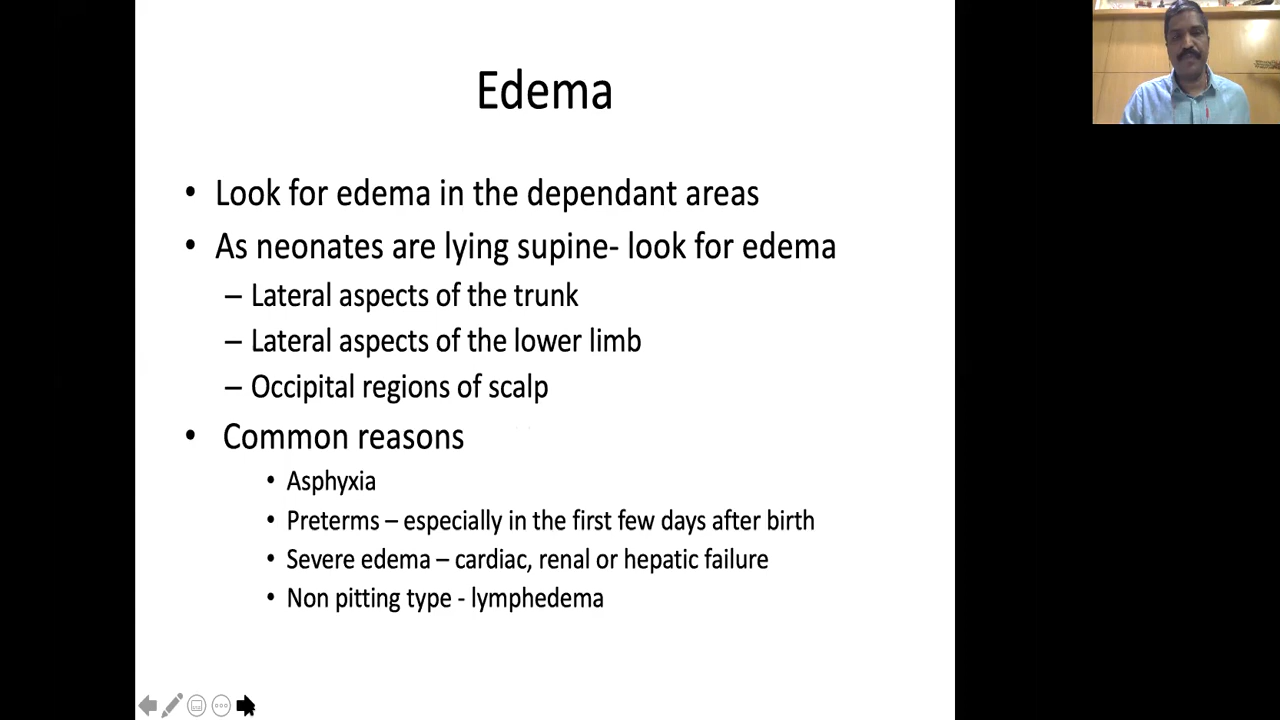 Edema
• Look for edema in the dependant areas
• As neonates are lying supine- look for edema
– Lateral aspects of the trunk
– Lateral aspects of the lower limb
– Occipital regions of scalp
• Common reasons
• Asphyxia
• Preterms – especially in the first few days after birth
• Severe edema – cardiac, renal or hepatic failure
• Non pitting type - lymphedema